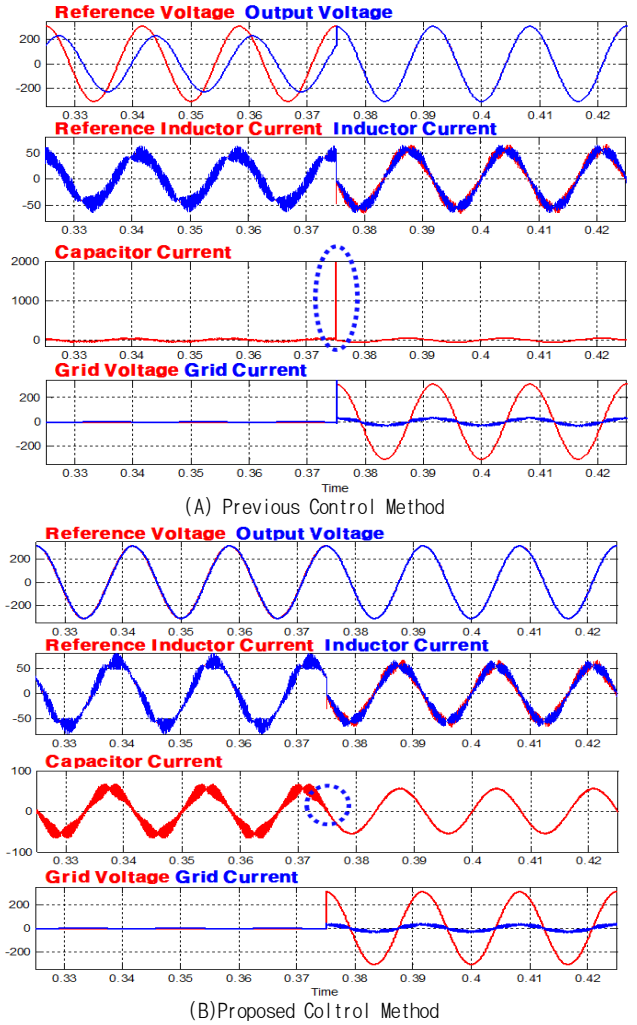 Reference Voltage Output Voltage
200
0
-200
0.33 0.34 0.35 0.36 0.37 0.38 0.39 0.4 0.41 0.42
Reference Inductor Current Inductor Current
50
0
-50
0.33 0.34 0.35 0.36 0.37 0.38 0.39 0.4 0.41 0.42
Capacitor Current
2000
1000
0
0.33 0.34 0.35 0.36 0.37 0.38 0.39 0.4 0.41 0.42
Grid Voltage Grid Current
200
0
-200
0.33 0.34 0.35 0.36 0.37 0.38 0.39 0.4 0.41 0.42
Time
(A) Previous Control Method
Reference Voltage Output Voltage
200
0
-200
0.33 0.34 0.35 0.36 0.37 0.38 0.39 0.4 0.41 0.42
Reference Inductor Current Inductor Current
50
0
-50
0.33 0.34 0.35 0.36 0.37 0.38 0.39 0.4 0.41 0.42
Capacitor Current
100
0
-100
0.33 0.34 0.35 0.36 0.37 0.38 0.39 0.4 0.41 0.42
Grid Voltage Grid Current
200
0
-200
0.33 0.34 0.35 0.36 0.37 0.38 0.39 0.4 0.41 0.42
Time
(B)Proposed Coltrol Method